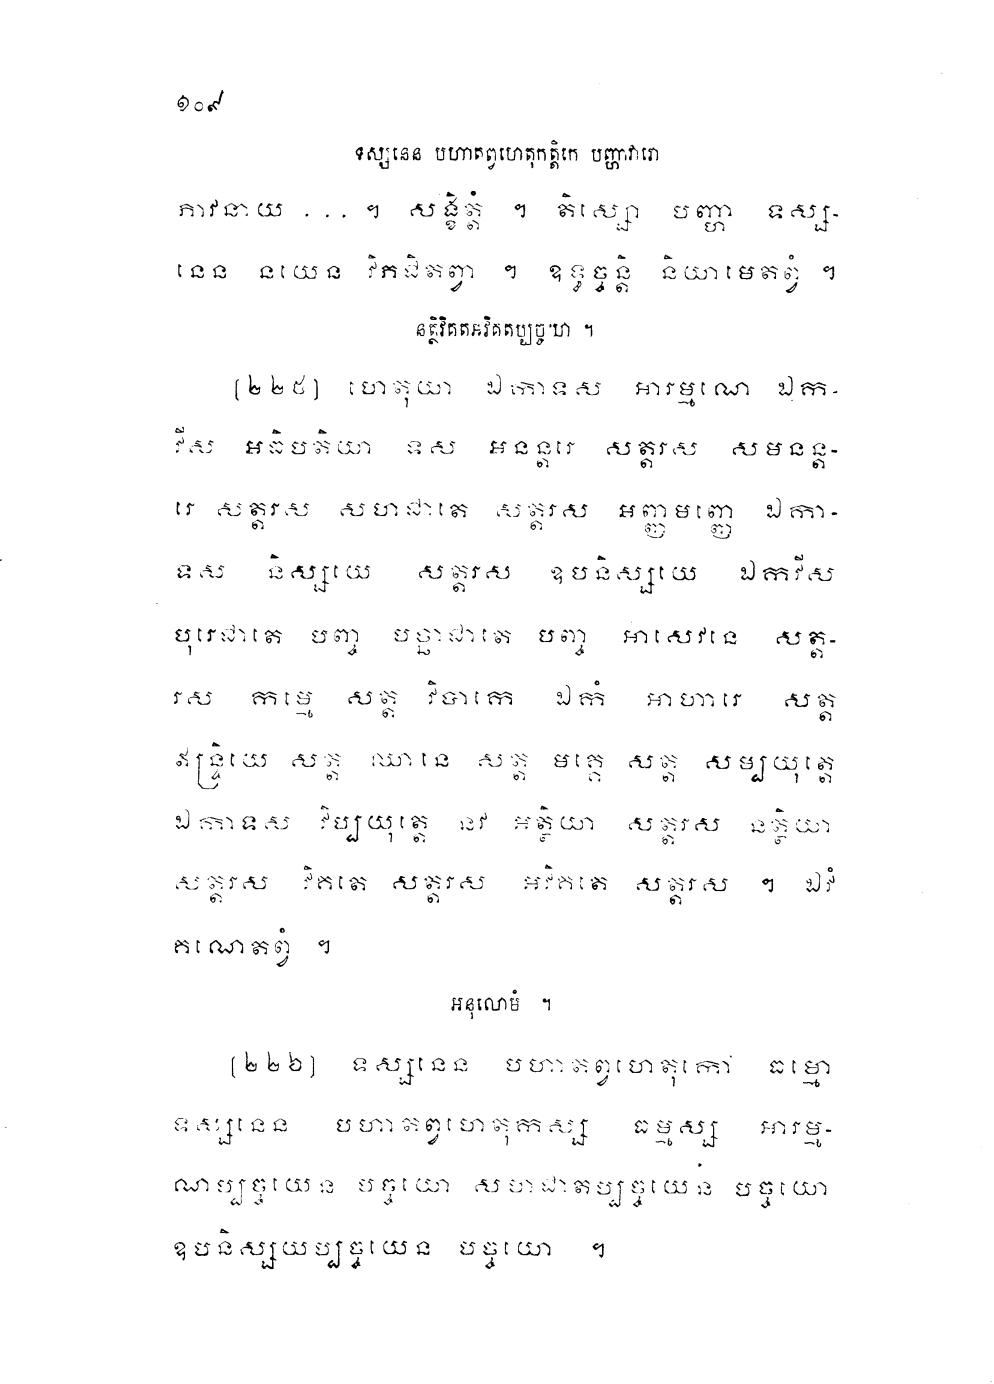 ១០៩
ទស្សនេន បហាតព្វហេតុកត្តិកេ បញ្ហាវារោ
ភាវនាយ ... ។ សង្ខិត្តំ ។ តិស្សោ បញ្ហា ទស្ស-
នេន នយេន វិភជិតព្វា ។ ឧទ្ធច្ចន្តិ និយាមេតព្វំ ។
នត្ថិវិគតអវិគតប្បច្ចយា ។
(២២៥) ហេតុយា ឯកាទស អារម្មណេ ឯក-
វីស អធិបតិយា ទស អនន្តរេ សត្តរស សមនន្ត-
រេ សត្តរស សហជាតេ សត្តរស អញ្ញមញ្ញេ ឯកា-
ទស និស្សយេ សត្តរស ឧបនិស្សយេ ឯកវីស
បុរេជាតេ បញ្ច បច្ឆាជាតេ បញ្ច អាសេវនេ សត្ត-
រស កម្មេ សត្ត វិបាកេ ឯកំ អាហារេ សត្ត
ឥន្ទ្រិយេ សត្ត ឈានេ សត្ត មគ្គេ សត្ត សម្បយុត្តេ
ឯកាទស វិប្បយុត្តេ នវ អត្ថិយា សត្តរស នត្ថិយា
សត្តរស វិគតេ សត្តរស អវិគតេ សត្តរស ។ ឯវំ
គណេតព្វំ ។
អនុលោមំ ។
(២២៦) ទស្សនេន បហាតព្វហេតុកោ ធម្មោ
ទស្សនេន បហាតព្វហេតុកស្ស ធម្មស្ស អារម្ម-
ណប្បច្ចយេន បច្ចយោ សហជាតប្បច្ចយេន បច្ចយោ
ឧបនិស្សយប្បច្ចយេន បច្ចយោ ។